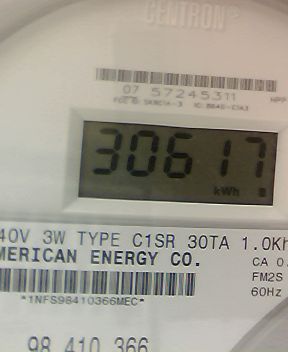 CENTRON®
07 57245311
30617
kWh
40V 3W TYPE C1SR 30TA 1.0Kh
MERICAN ENERGY CO.
CA 0.
FM2S
60Hz
*1NFS98410366MEC*
98 410 366